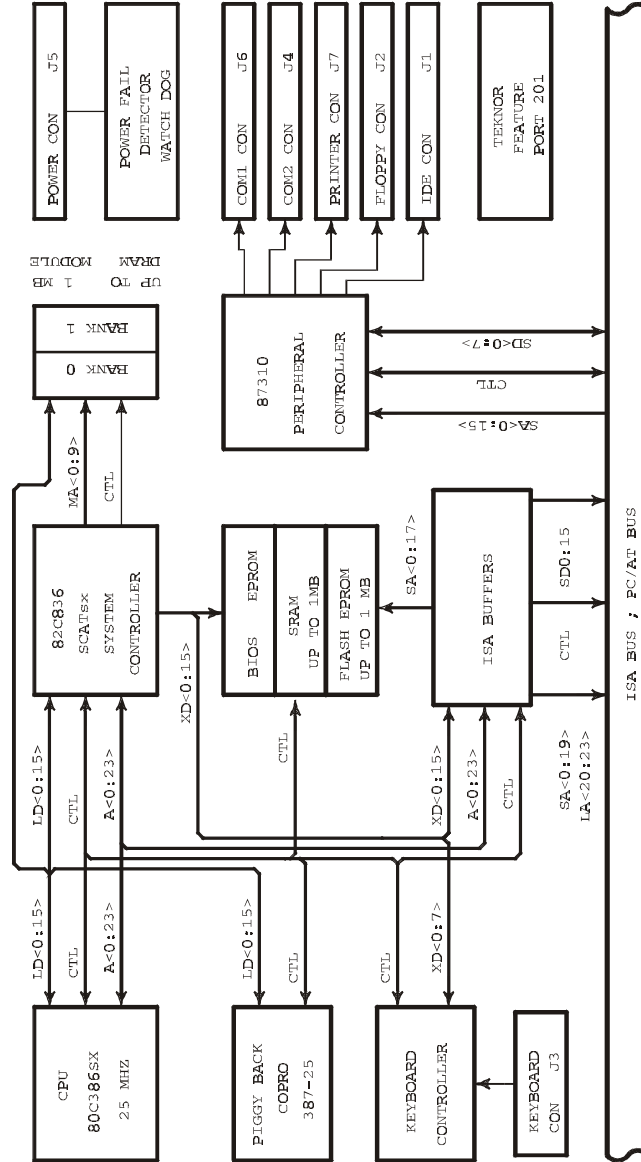 CPU
80C386SX
25 MHZ
LD<0:15>
CTL
A<0:23>
LD<0:15>
CTL
A<0:23>
82C836
SCATsx
SYSTEM
CONTROLLER
MA<0:9>
CTL
BANK 0
BANK 1
UP TO 1 MB
DRAM MODULE
POWER CON J5
POWER FAIL
DETECTOR
WATCH DOG
PIGGY BACK
COPRO
387-25
LD<0:15>
CTL
CTL
XD<0:15>
BIOS EPROM
SRAM
UP TO 1MB
FLASH EPROM
UP TO 1 MB
SA<0:17>
87310
PERIPHERAL
CONTROLLER
COM1 CON J6
COM2 CON J4
PRINTER CON J7
FLOPPY CON J2
IDE CON J1
KEYBOARD
CONTROLLER
CTL
XD<0:7>
XD<0:15>
A<0:23>
CTL
ISA BUFFERS
SA<0:15>
CTL
SD<0:7>
TEKNOR
FEATURE
PORT 201
KEYBOARD
CON J3
SA<0:19>
LA<20:23>
CTL
SD0:15
ISA BUS ; PC/AT BUS